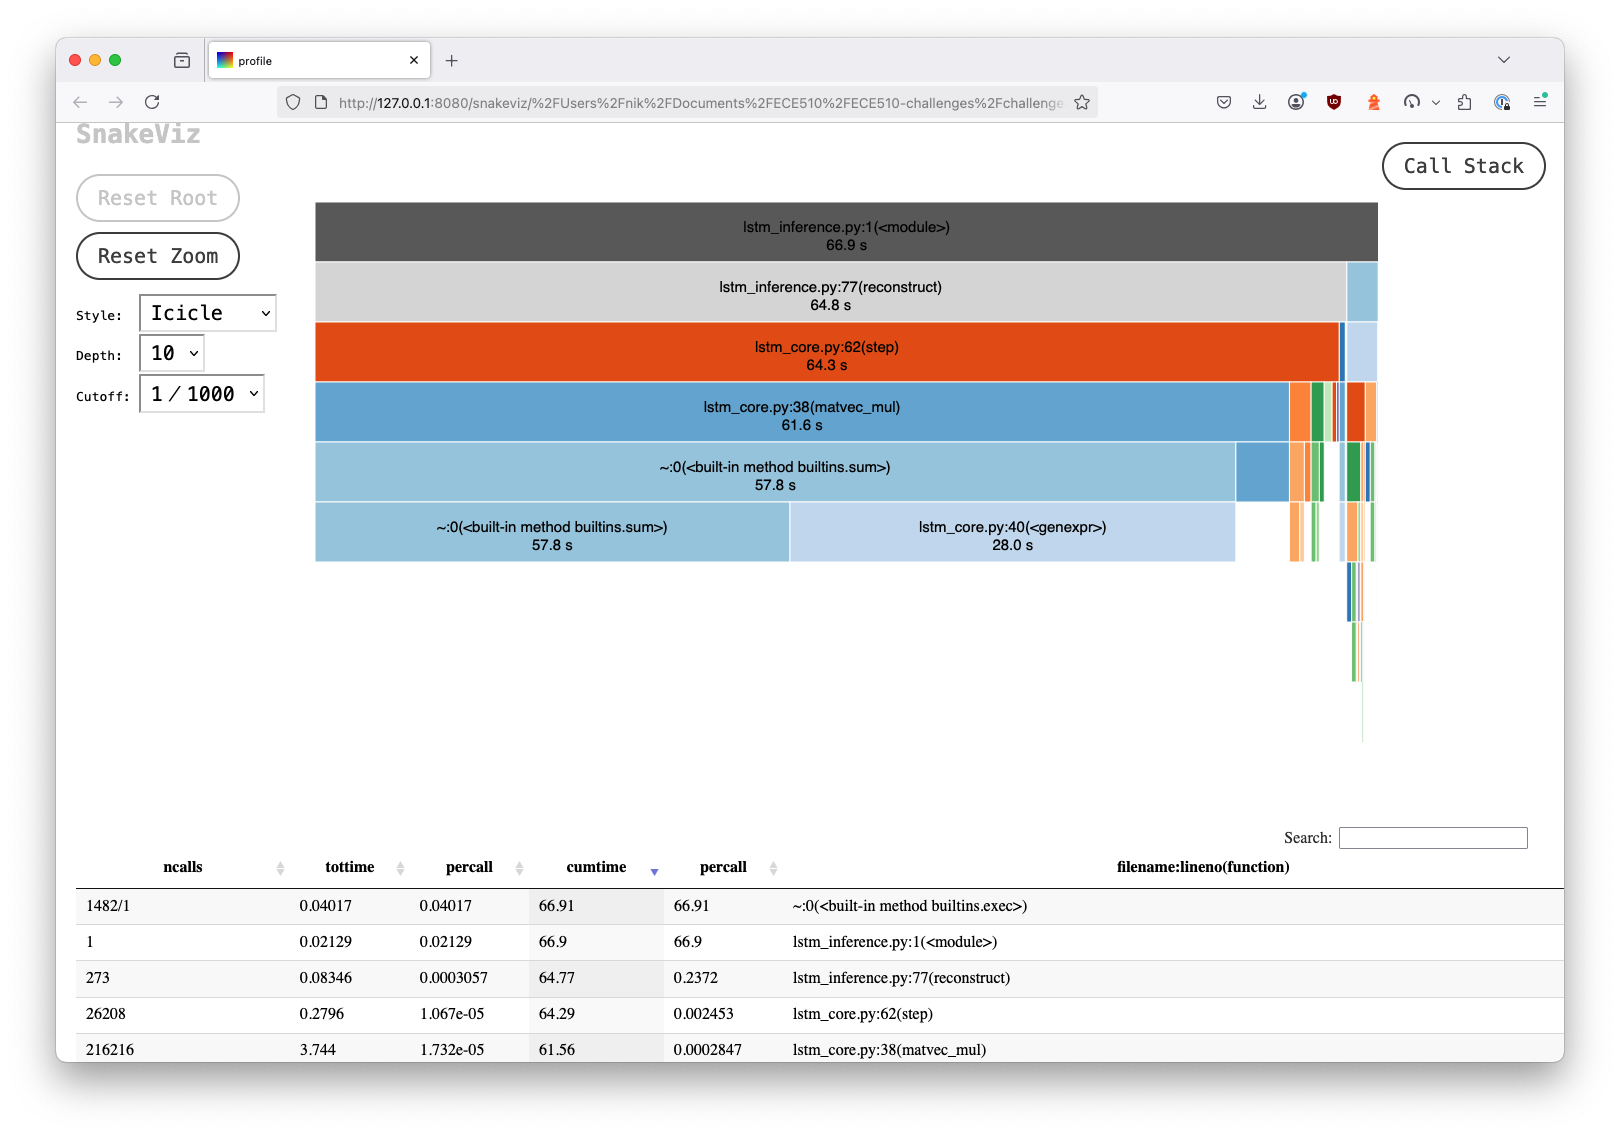 profile
http://127.0.0.1:8080/snakeviz/%2FUsers%2Fnik%2FDocuments%2FECE510%2FECE510-challenges%2Fchallenge
SnakeViz
Call Stack
Reset Root
Reset Zoom
Style: Icicle
Depth: 10
Cutoff: 1 / 1000
lstm_inference.py:1(<module>)
66.9 s
lstm_inference.py:77(reconstruct)
64.8 s
lstm_core.py:62(step)
64.3 s
lstm_core.py:38(matvec_mul)
61.6 s
~:0(<built-in method builtins.sum>)
57.8 s
~:0(<built-in method builtins.sum>) lstm_core.py:40(<genexpr>)
57.8 s 28.0 s
Search:
ncalls tottime percall cumtime percall filename:lineno(function)
1482/1 0.04017 0.04017 66.91 66.91 ~:0(<built-in method builtins.exec>)
1 0.02129 0.02129 66.9 66.9 lstm_inference.py:1(<module>)
273 0.08346 0.0003057 64.77 0.2372 lstm_inference.py:77(reconstruct)
26208 0.2796 1.067e-05 64.29 0.002453 lstm_core.py:62(step)
216216 3.744 1.732e-05 61.56 0.0002847 lstm_core.py:38(matvec_mul)